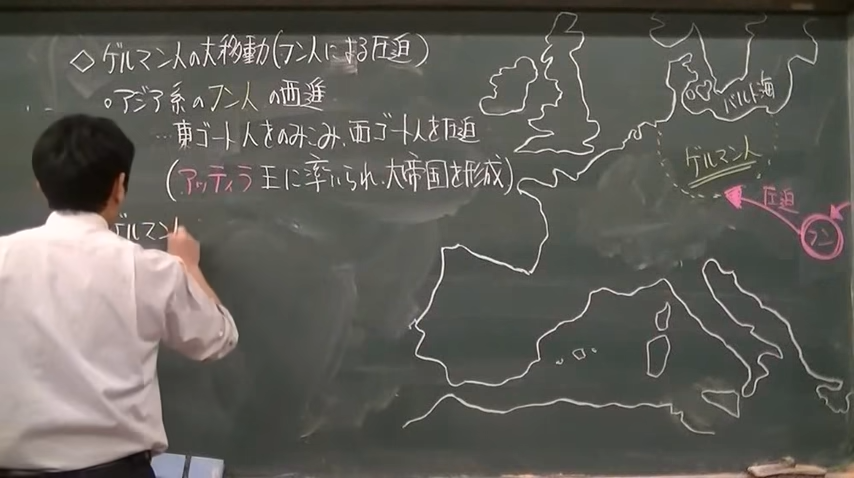 ◇ゲルマン人の大移動(フン人による圧迫)
○アジア系のフン人の西進
…東ゴート人をのみこみ、西ゴート人を圧迫
(アッティラ王に率いられ、大帝国を形成)
ゲルマン
バルト海
ゲルマン人
圧迫
フン